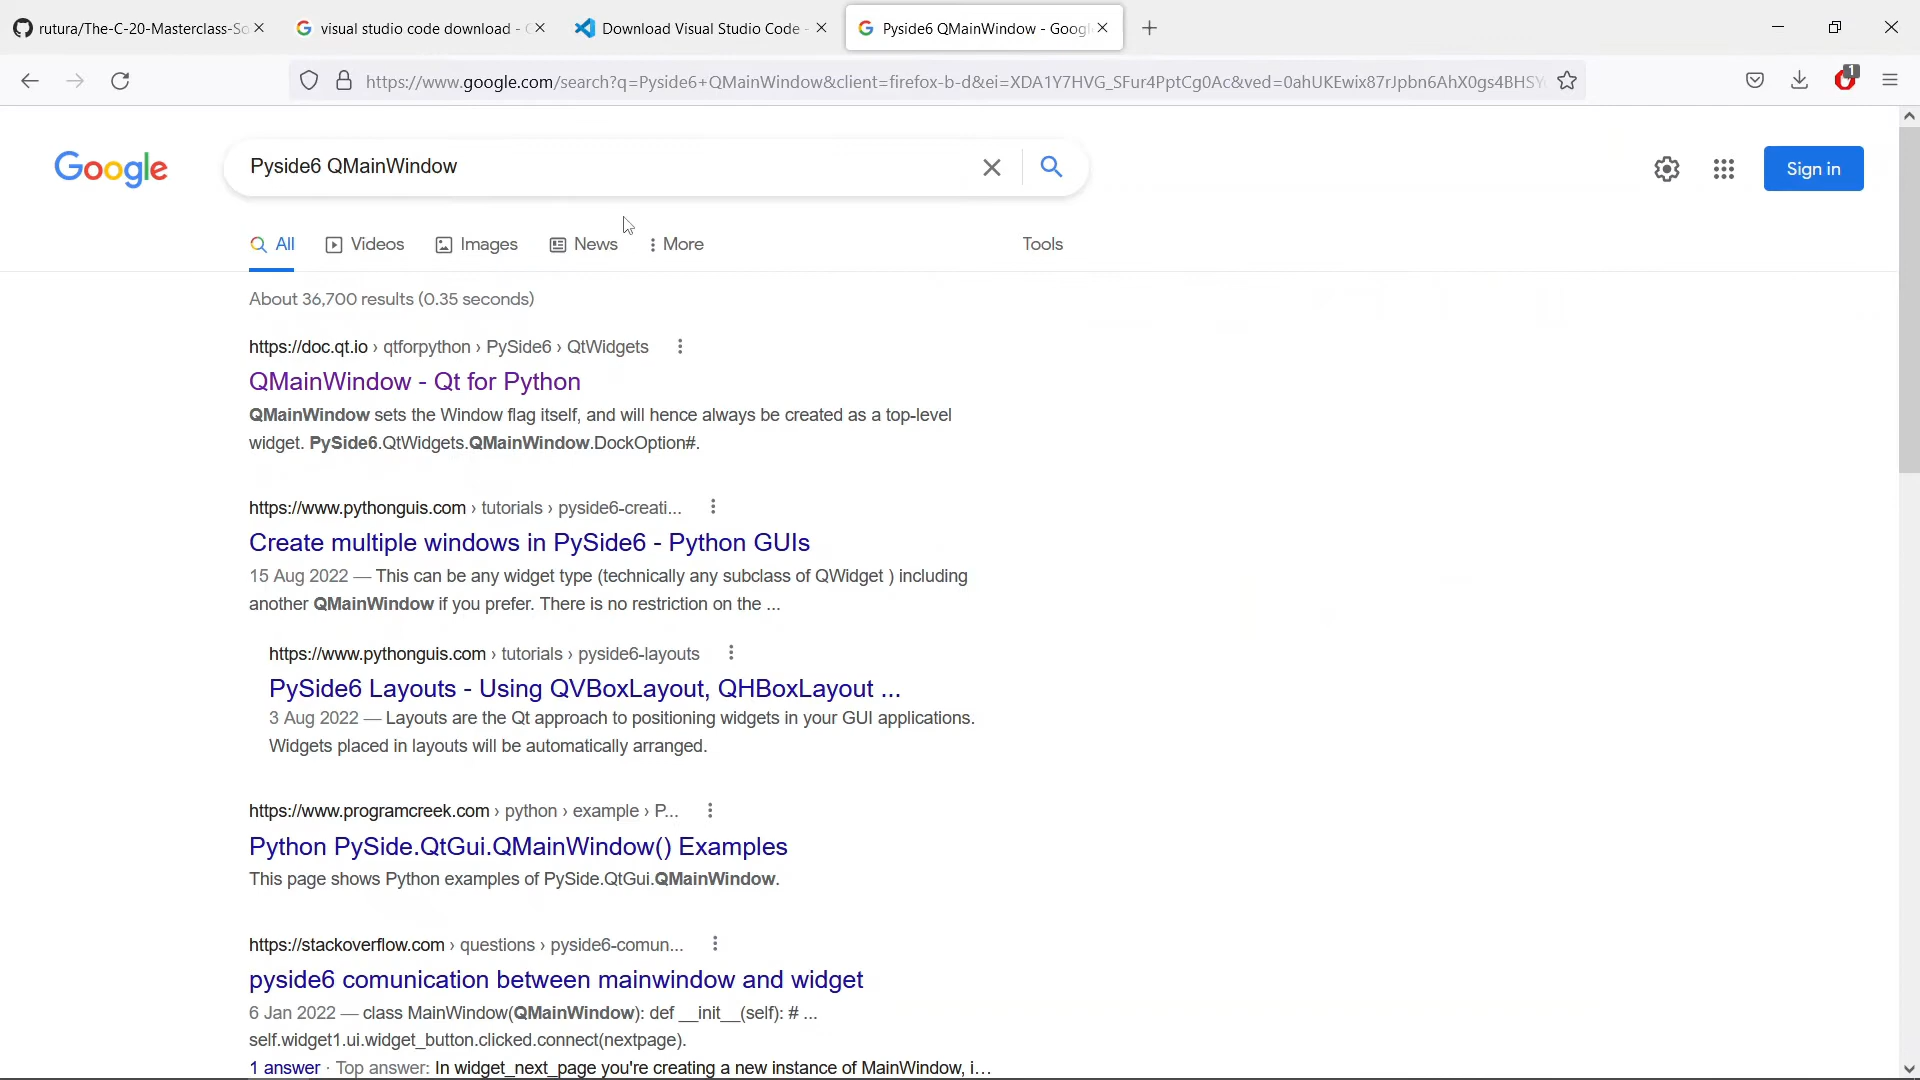 rutura/The-C-20-Masterclass-So
visual studio code download -
Download Visual Studio Code -
Pyside6 QMainWindow - Googl
https://www.google.com/search?q=Pyside6+QMainWindow&client=firefox-b-d&ei=XDA1Y7HVG_SFur4PptCg0Ac&ved=0ahUKEwix87rJpbn6AhX0gs4BHSY
1
Google
Pyside6 QMainWindow
Sign in
All
Videos
Images
News
More
Tools
About 36,700 results (0.35 seconds)
https://doc.qt.io › qtforpython › PySide6 › QtWidgets
QMainWindow - Qt for Python
QMainWindow sets the Window flag itself, and will hence always be created as a top-level
widget. PySide6.QtWidgets.QMainWindow.DockOption#.
https://www.pythonguis.com › tutorials › pyside6-creati...
Create multiple windows in PySide6 - Python GUIs
15 Aug 2022 — This can be any widget type (technically any subclass of QWidget ) including
another QMainWindow if you prefer. There is no restriction on the ...
https://www.pythonguis.com › tutorials › pyside6-layouts
PySide6 Layouts - Using QVBoxLayout, QHBoxLayout ...
3 Aug 2022 — Layouts are the Qt approach to positioning widgets in your GUI applications.
Widgets placed in layouts will be automatically arranged.
https://www.programcreek.com › python › example › P...
Python PySide.QtGui.QMainWindow() Examples
This page shows Python examples of PySide.QtGui.QMainWindow.
https://stackoverflow.com › questions › pyside6-comun...
pyside6 comunication between mainwindow and widget
6 Jan 2022 — class MainWindow(QMainWindow): def __init__(self): # ...
self.widget1.ui.widget_button.clicked.connect(nextpage).
1 answer · Top answer: In widget_next_page you're creating a new instance of MainWindow, i...